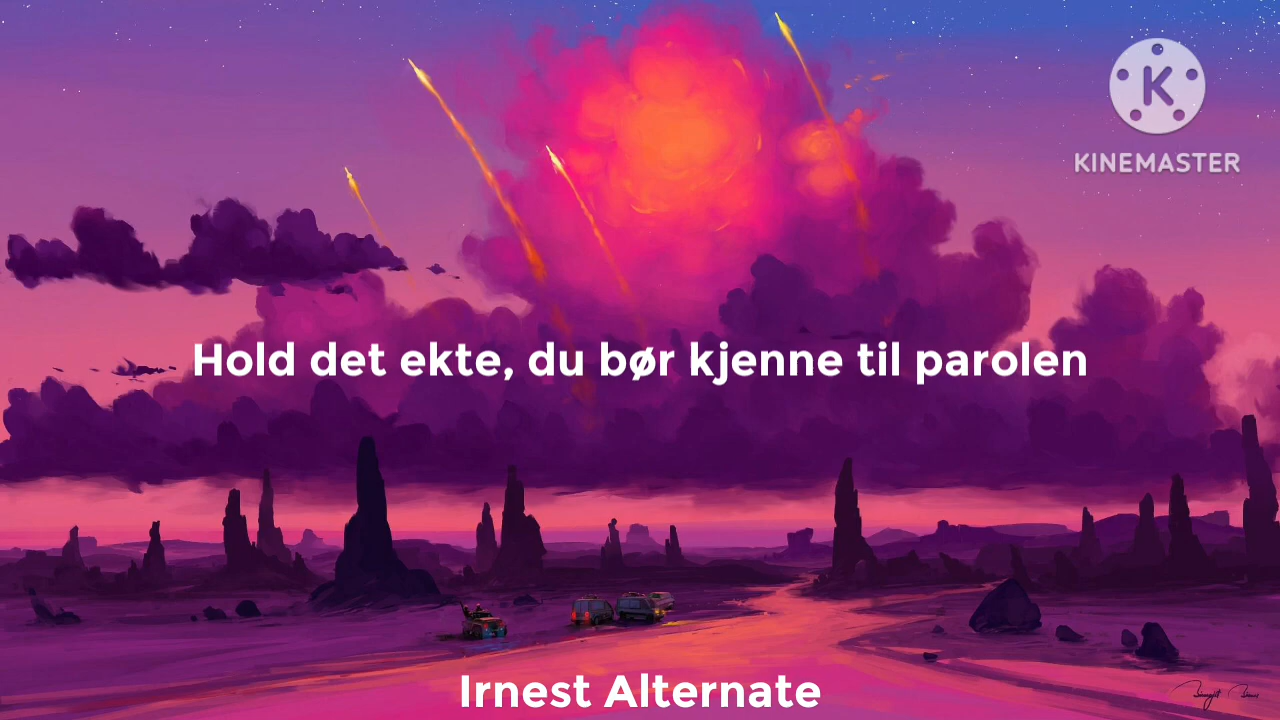 K
KINEMASTER
Hold det ekte, du bør kjenne til parolen
Irnest Alternate